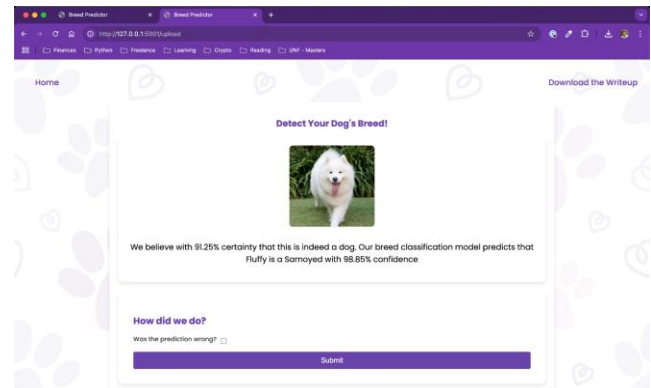 Breed Predictor
Breed Predictor
http://127.0.0.1:5001/upload
Finances Python Freelance Learning Crypto Reading UNF - Masters
Home
Download the Writeup
Detect Your Dog's Breed!
We believe with 91.25% certainty that this is indeed a dog. Our breed classification model predicts that
Fluffy is a Samoyed with 98.85% confidence
How did we do?
Was the prediction wrong?
Submit